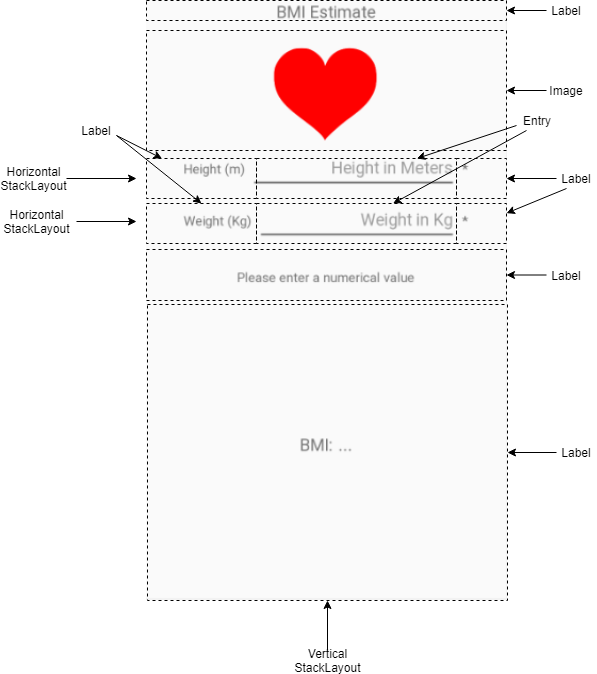 BMI Estimate
Label
Image
Entry
Label
Height (m)
Height in Meters
*
Horizontal
StackLayout
Label
Horizontal
StackLayout
Weight (Kg)
Weight in Kg
*
Please enter a numerical value
Label
BMI: ...
Label
Vertical
StackLayout